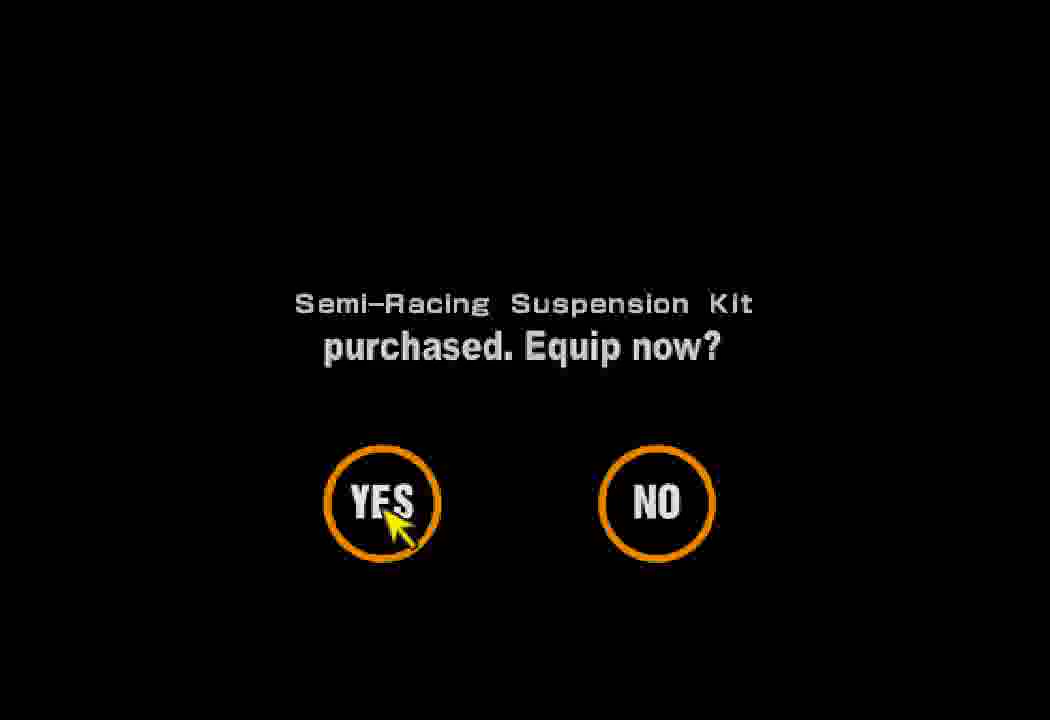 Semi-Racing Suspension Kit
purchased. Equip now?
YES NO